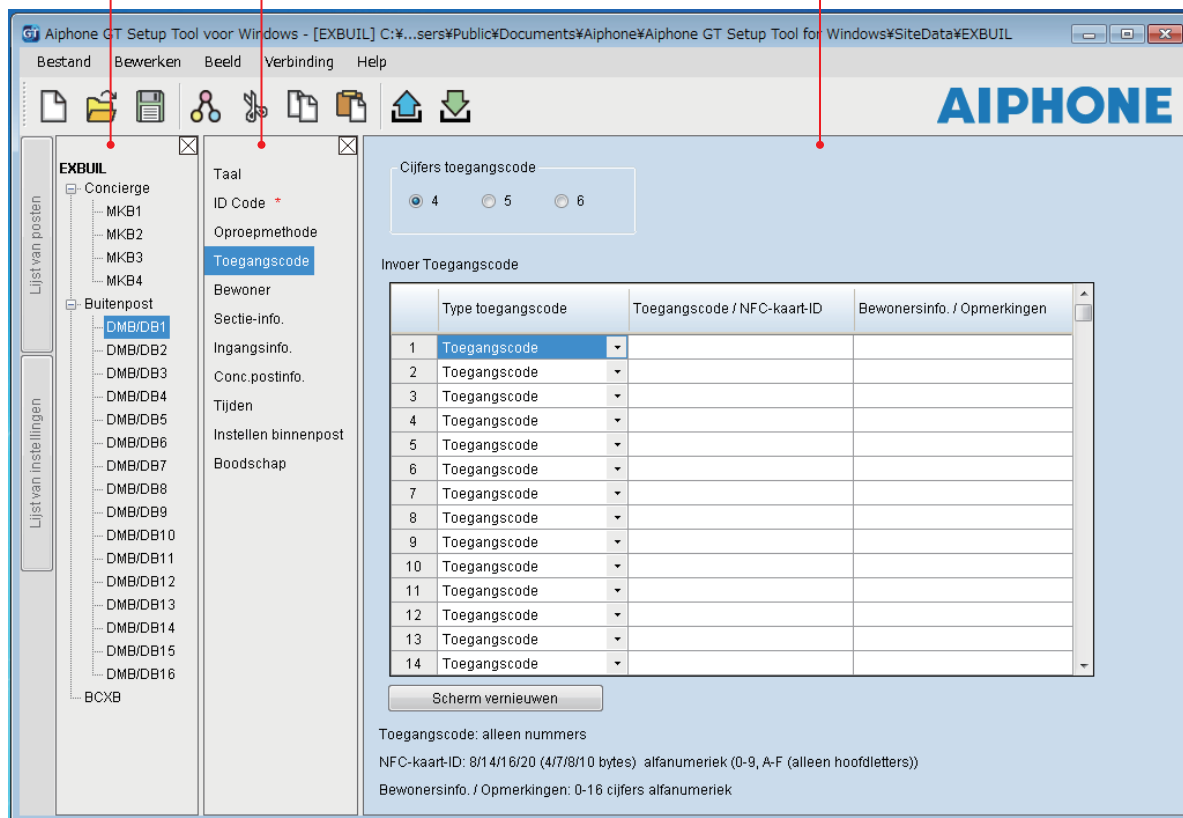 Aiphone GT Setup Tool voor Windows - [EXBUIL] C:¥...sers¥Public¥Documents¥Aiphone¥Aiphone GT Setup Tool for Windows¥SiteData¥EXBUIL
Bestand Bewerken Beeld Verbinding Help
AIPHONE
Lijst van posten
Lijst van instellingen
EXBUIL
Concierge
MKB1
MKB2
MKB3
MKB4
Buitenpost
DMB/DB1
DMB/DB2
DMB/DB3
DMB/DB4
DMB/DB5
DMB/DB6
DMB/DB7
DMB/DB8
DMB/DB9
DMB/DB10
DMB/DB11
DMB/DB12
DMB/DB13
DMB/DB14
DMB/DB15
DMB/DB16
BCXB
Taal
ID Code *
Oproepmethode
Toegangscode
Bewoner
Sectie-info.
Ingangsinfo.
Conc.postinfo.
Tijden
Instellen binnenpost
Boodschap
Cijfers toegangscode
4 5 6
Invoer Toegangscode
Type toegangscode Toegangscode / NFC-kaart-ID Bewonersinfo. / Opmerkingen
1 Toegangscode
2 Toegangscode
3 Toegangscode
4 Toegangscode
5 Toegangscode
6 Toegangscode
7 Toegangscode
8 Toegangscode
9 Toegangscode
10 Toegangscode
11 Toegangscode
12 Toegangscode
13 Toegangscode
14 Toegangscode
Scherm vernieuwen
Toegangscode: alleen nummers
NFC-kaart-ID: 8/14/16/20 (4/7/8/10 bytes) alfanumeriek (0-9, A-F (alleen hoofdletters))
Bewonersinfo. / Opmerkingen: 0-16 cijfers alfanumeriek